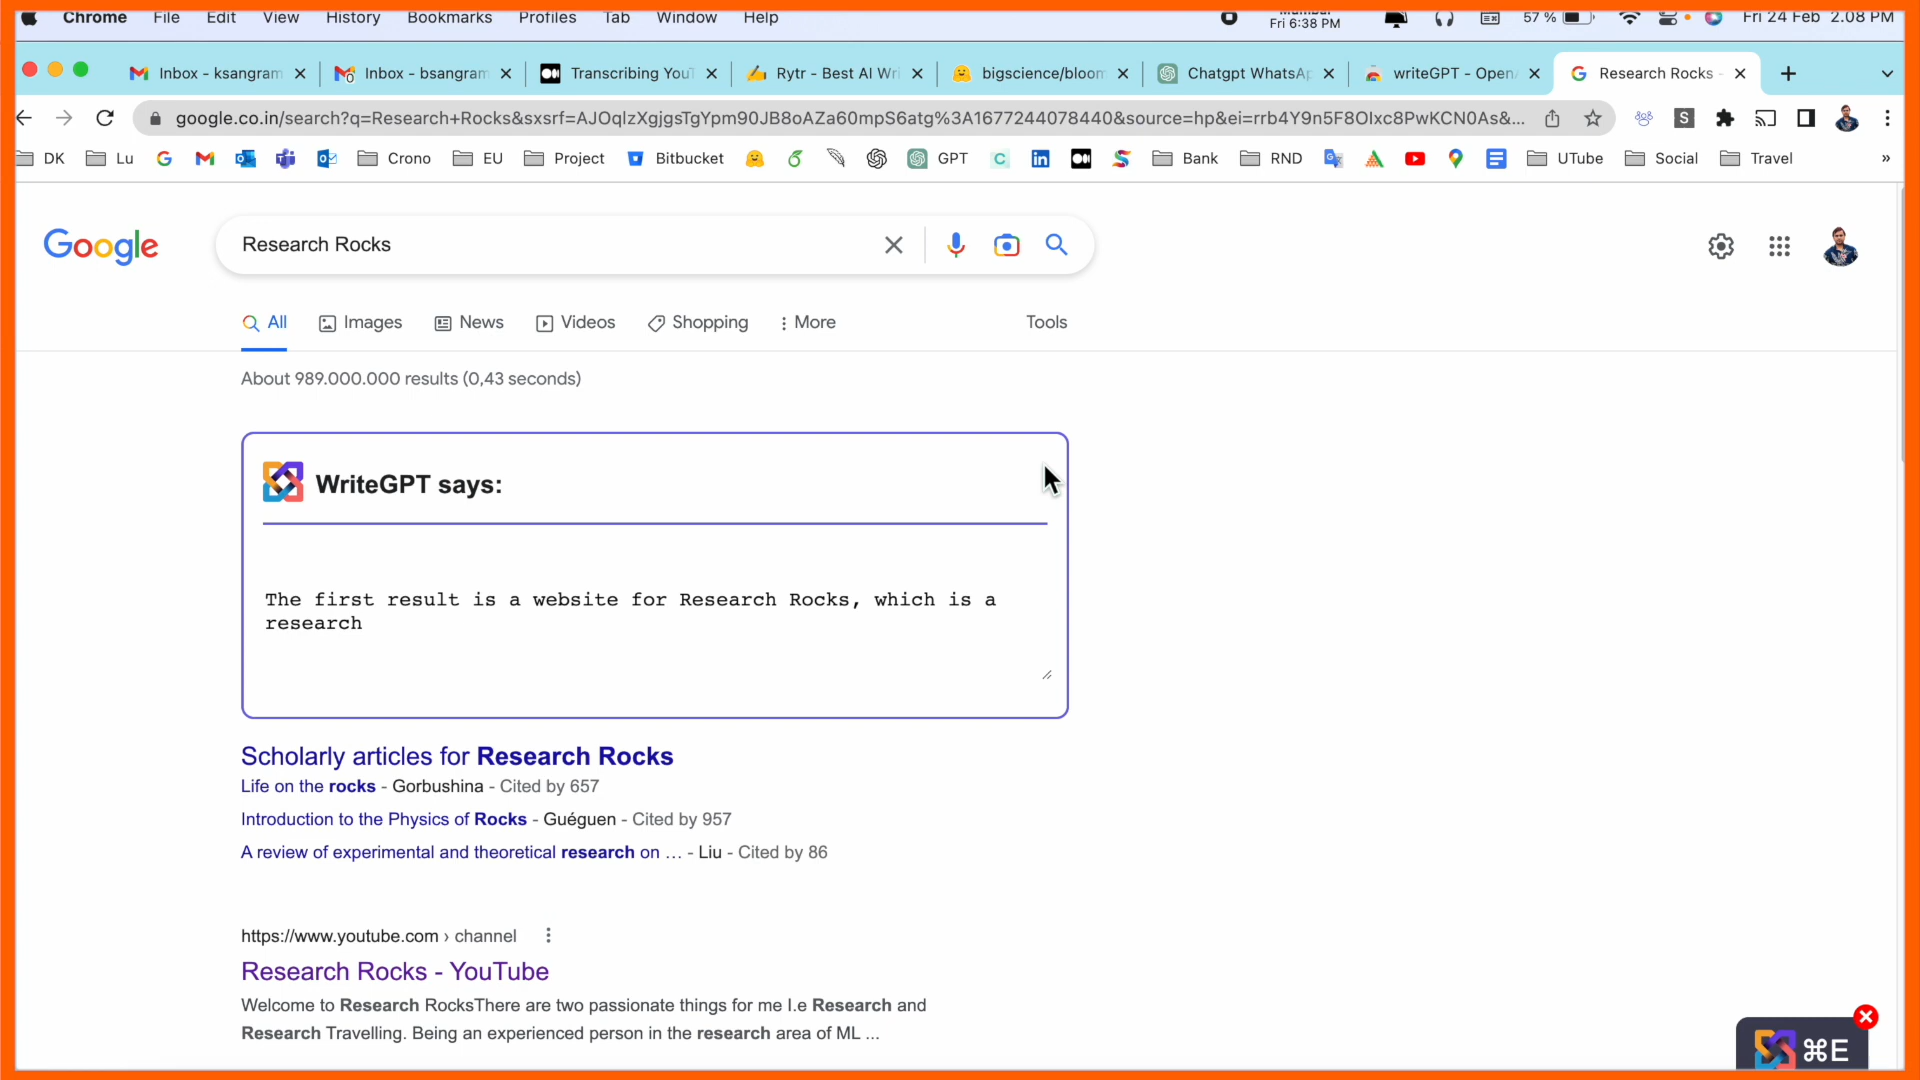 Chrome File Edit View History Bookmarks Profiles Tab Window Help Fri 6:38 PM 57 % Fri 24 Feb 2.08 PM
Inbox - ksangram Inbox - bsangram Transcribing YouT Rytr - Best AI Wri bigscience/bloom Chatgpt WhatsAp writeGPT - OpenA Research Rocks -
google.co.in/search?q=Research+Rocks&sxsrf=AJOqlzXgjgsTgYpm90JB8oAZa60mpS6atg%3A1677244078440&source=hp&ei=rrb4Y9n5F8OIxc8PwKCN0As&...
DK Lu Crono EU Project Bitbucket GPT Bank RND UTube Social Travel »
Google Research Rocks
All Images News Videos Shopping More Tools
About 989.000.000 results (0,43 seconds)
WriteGPT says:
The first result is a website for Research Rocks, which is a
research
Scholarly articles for Research Rocks
Life on the rocks - Gorbushina - Cited by 657
Introduction to the Physics of Rocks - Guéguen - Cited by 957
A review of experimental and theoretical research on ... - Liu - Cited by 86
https://www.youtube.com › channel
Research Rocks - YouTube
Welcome to Research RocksThere are two passionate things for me I.e Research and
Research Travelling. Being an experienced person in the research area of ML ...
⌘E